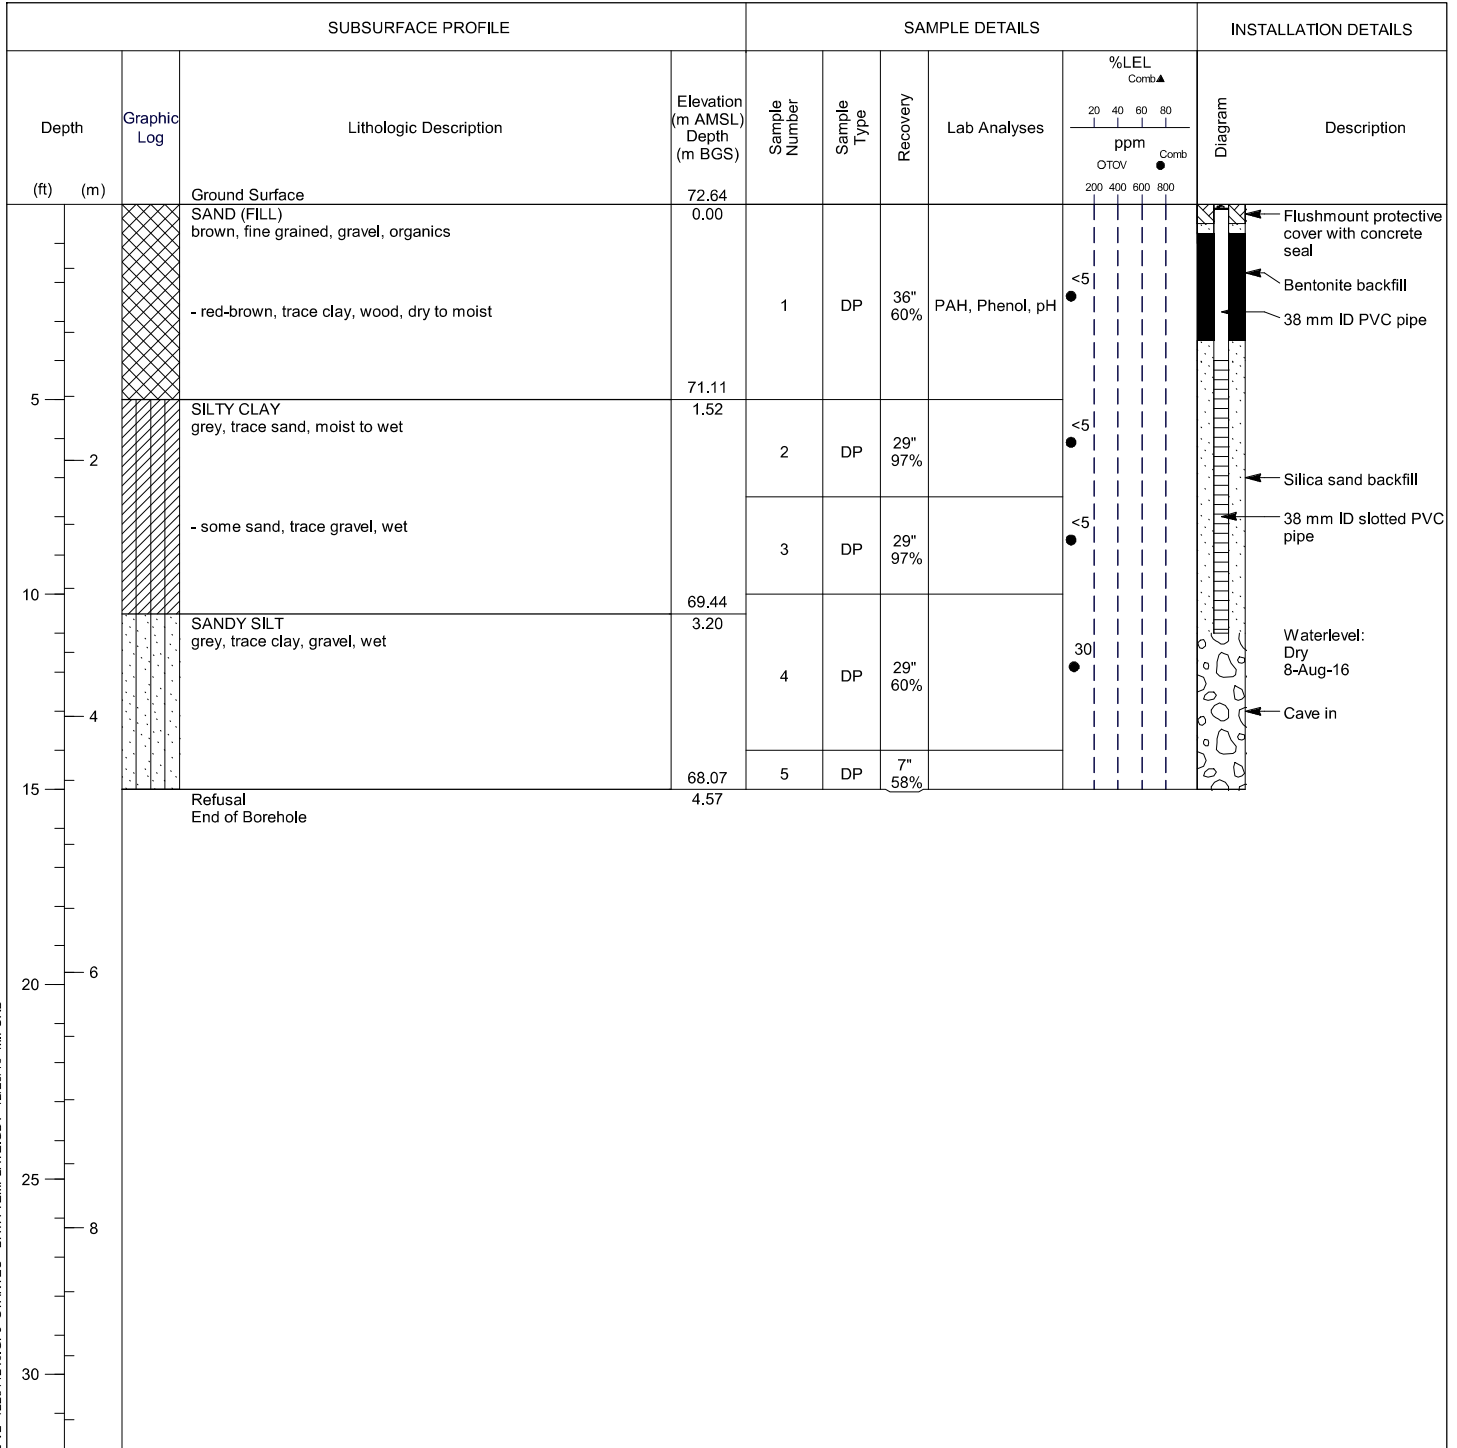 SUBSURFACE PROFILE
SAMPLE DETAILS
INSTALLATION DETAILS
Depth
(ft) (m)
Graphic
Log
Lithologic Description
Elevation
(m AMSL)
Depth
(m BGS)
Sample
Number
Sample
Type
Recovery
Lab Analyses
%LEL
Comb▲
20 40 60 80
ppm
OTOV ● Comb
200 400 600 800
Diagram
Description
Ground Surface 72.64
SAND (FILL) 0.00
brown, fine grained, gravel, organics
- red-brown, trace clay, wood, dry to moist
71.11
SILTY CLAY 1.52
grey, trace sand, moist to wet
- some sand, trace gravel, wet
69.44
SANDY SILT 3.20
grey, trace clay, gravel, wet
68.07
Refusal 4.57
End of Borehole
1 DP 36"
60%
PAH, Phenol, pH
<5
2 DP 29"
97%
<5
3 DP 29"
97%
<5
4 DP 29"
60%
30
5 DP 7"
58%
Flushmount protective
cover with concrete
seal
Bentonite backfill
38 mm ID PVC pipe
Silica sand backfill
38 mm ID slotted PVC
pipe
Waterlevel:
Dry
8-Aug-16
Cave in
5
2
10
4
15
6
20
25
8
30